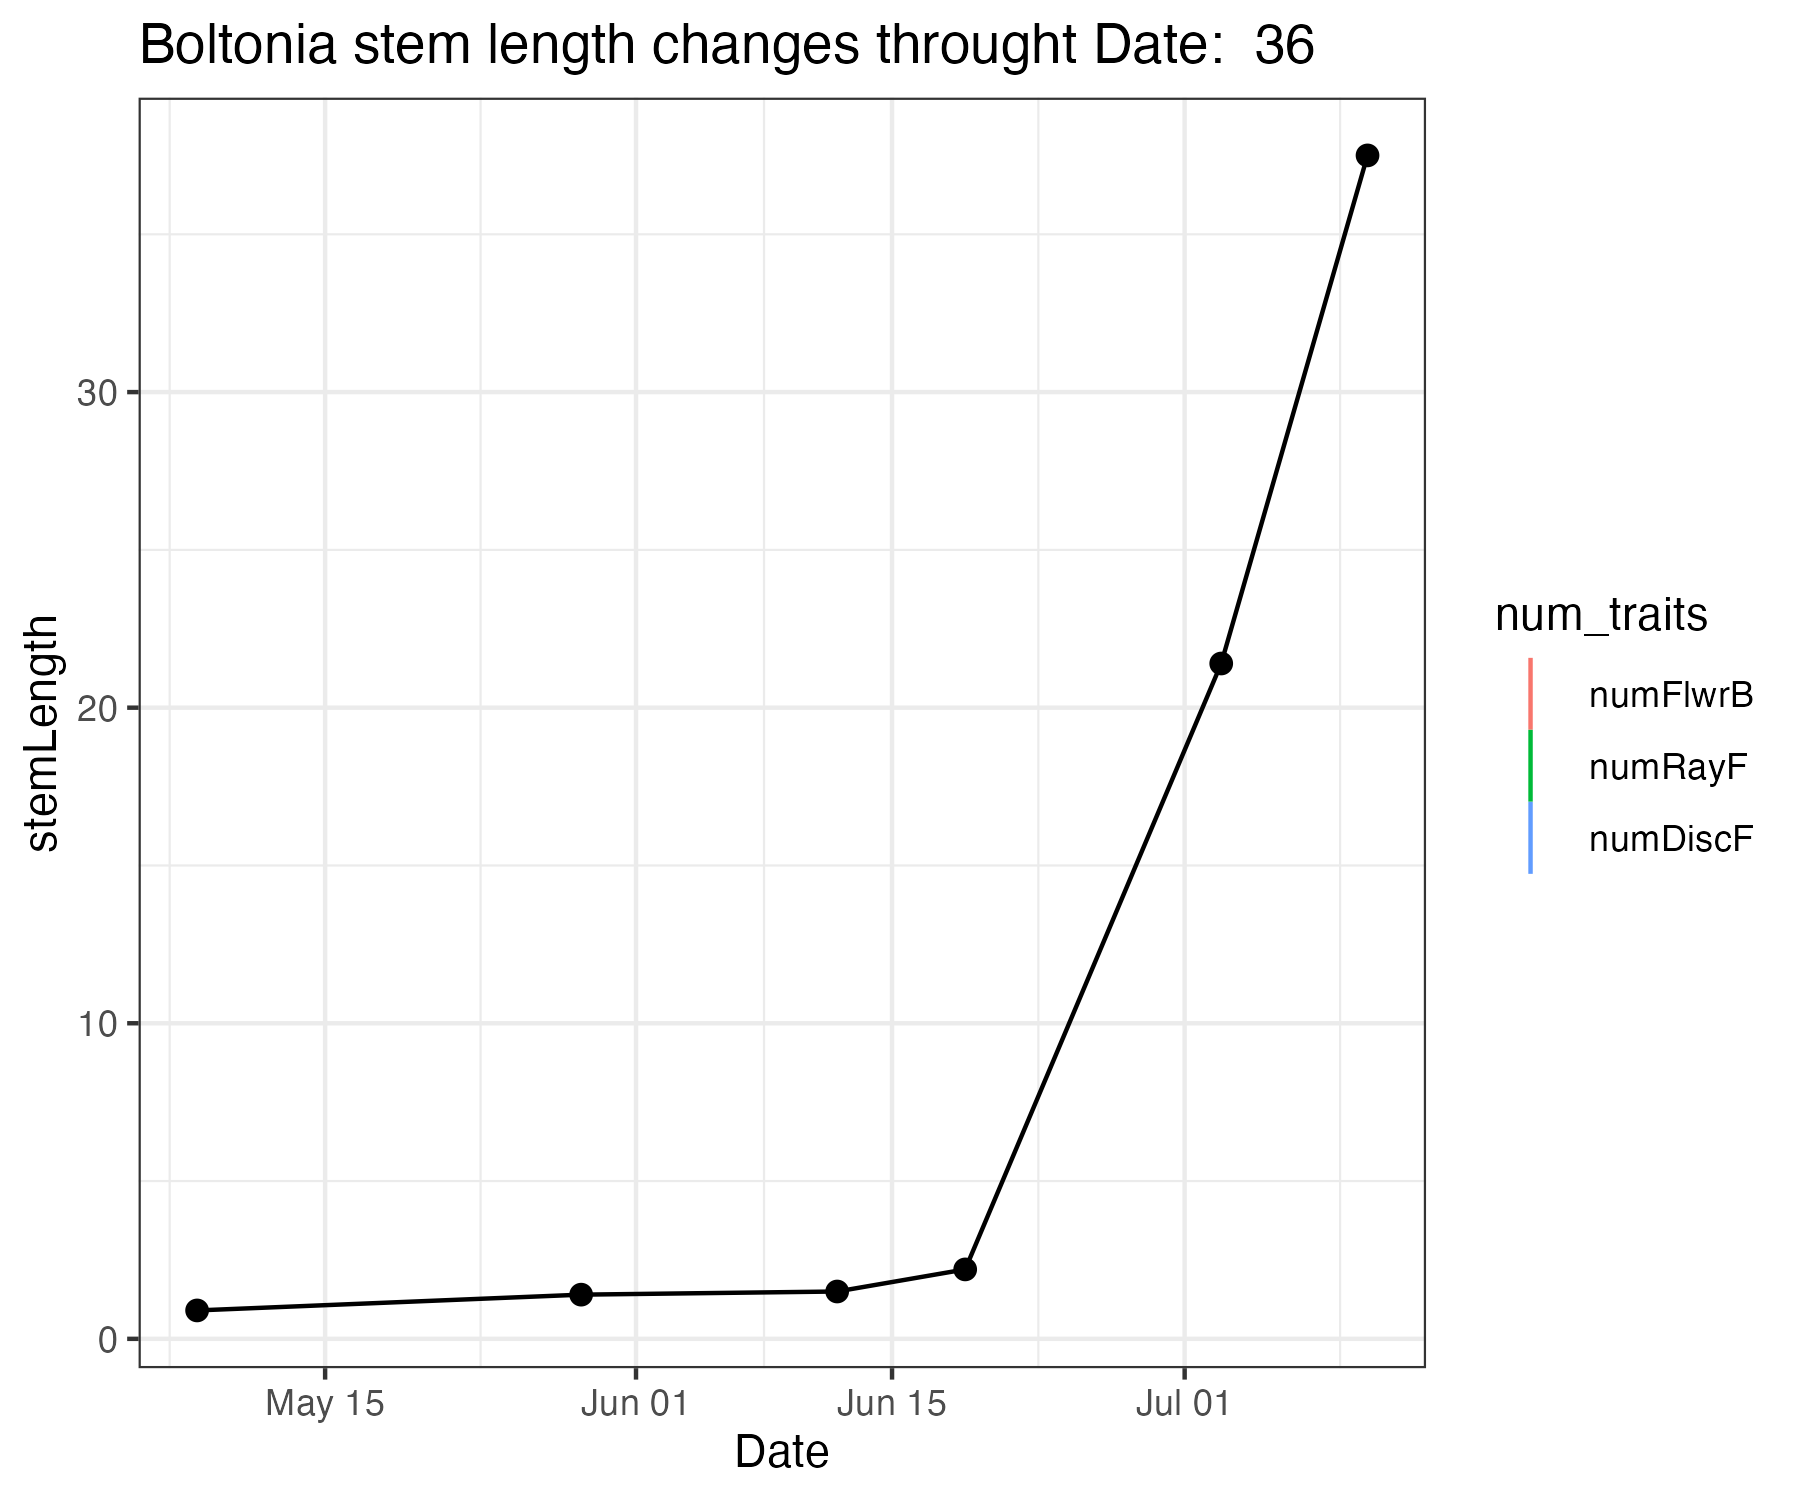 Boltonia stem length changes throught Date:  36
stemLength
30
20
10
0
May 15
Jun 01
Jun 15
Jul 01
Date
num_traits
numFlwrB
numRayF
numDiscF